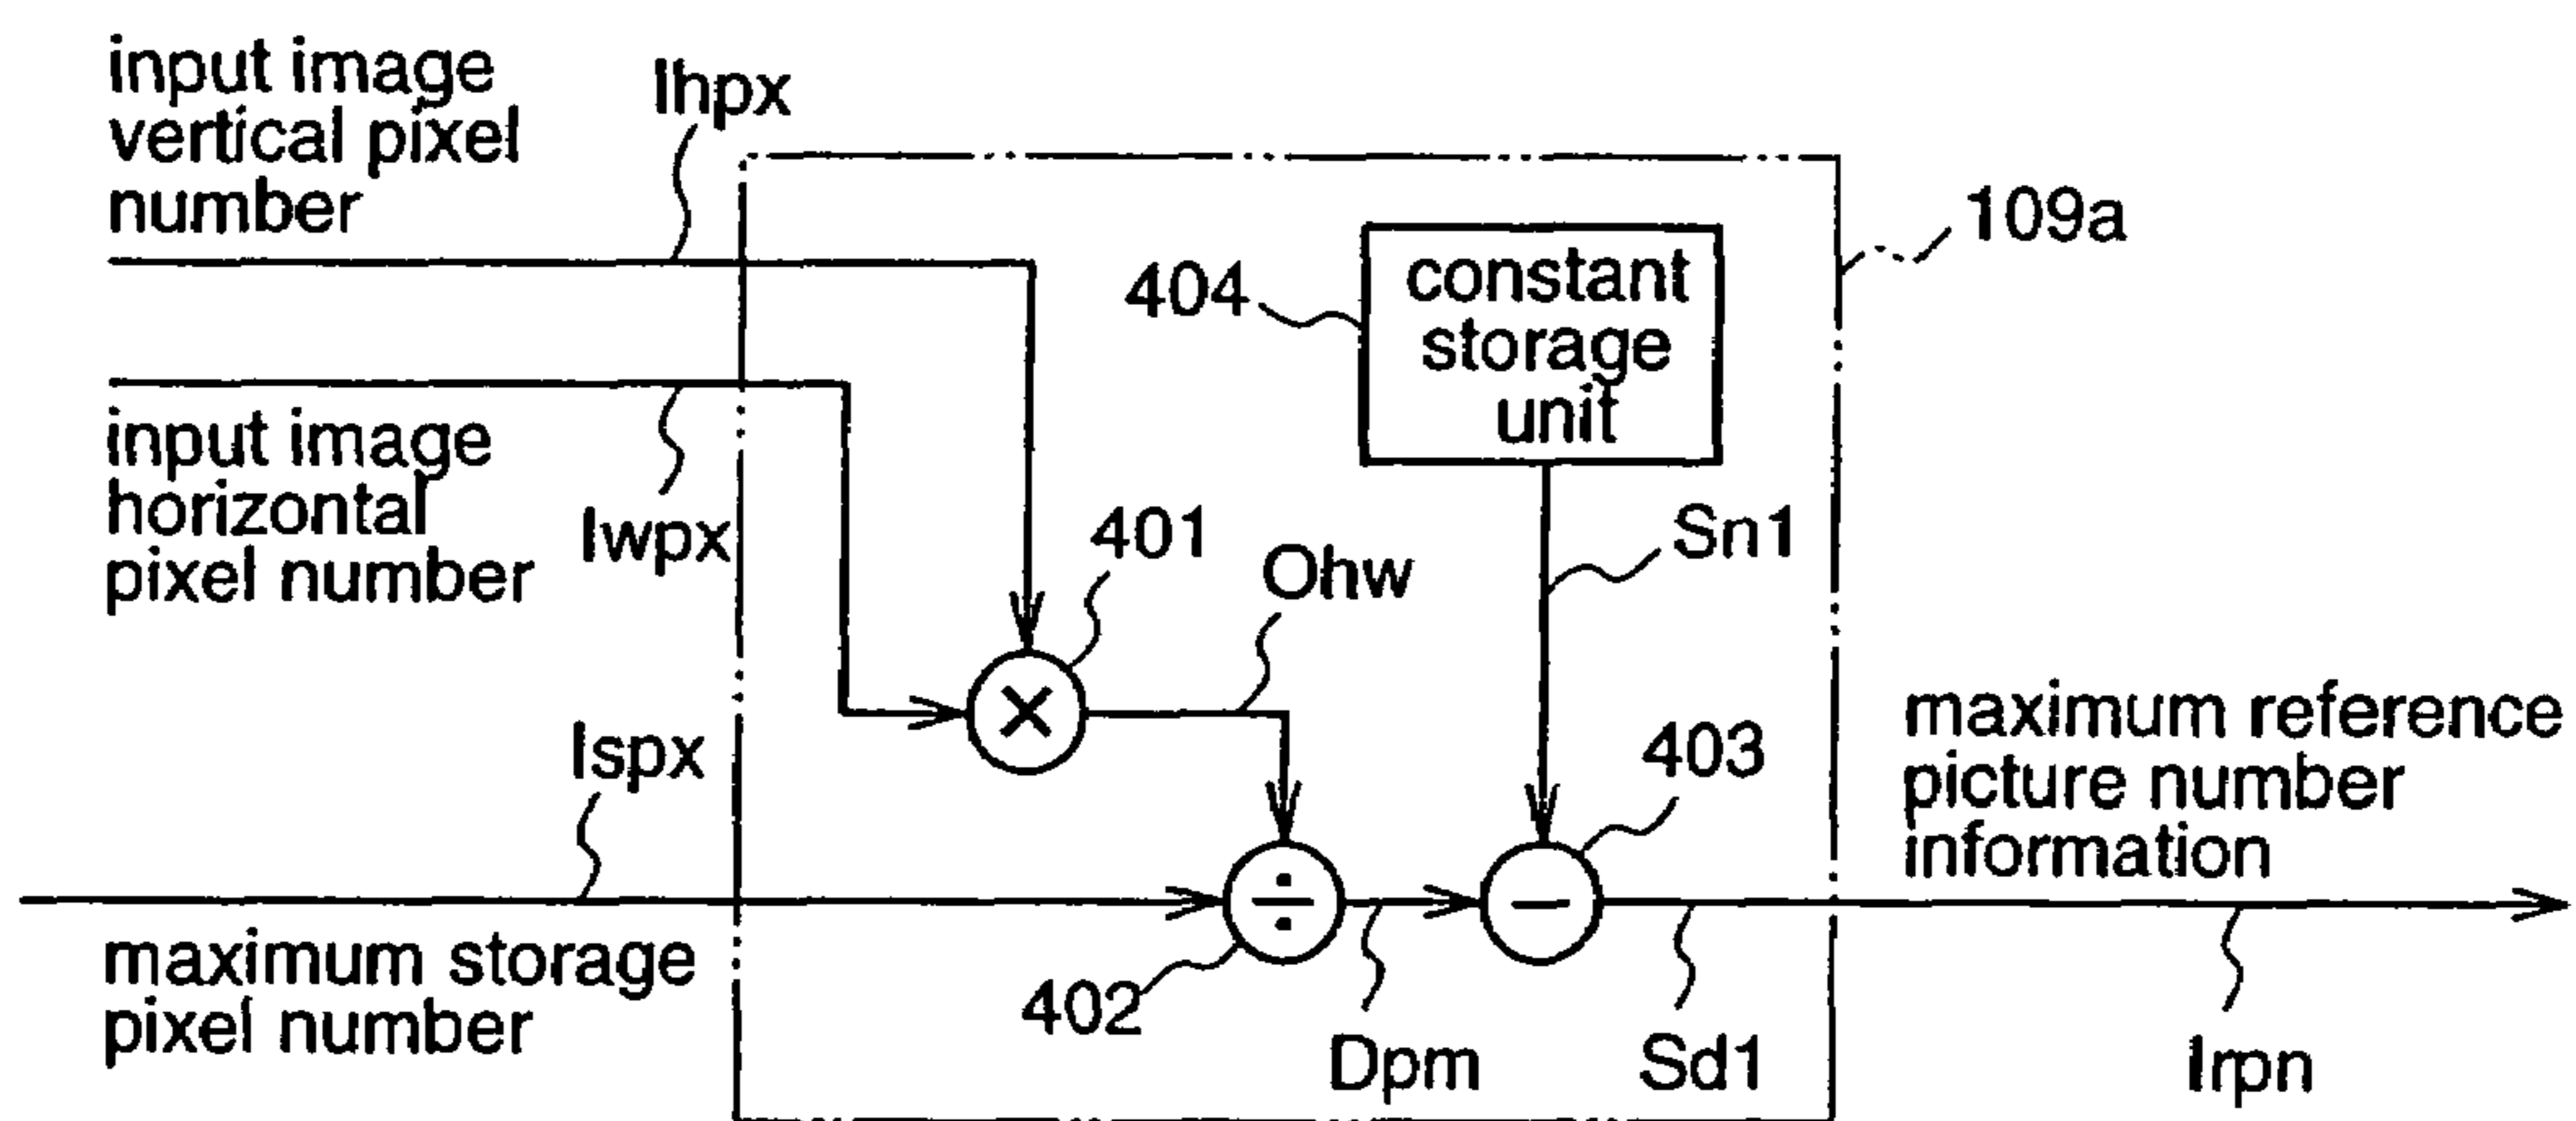 input image
vertical pixel
number
Ihpx
109a
404
constant
storage
unit
input image
horizontal
pixel number
Iwpx
401
Ohw
Sn1
Ispx
×
403
maximum reference
picture number
information
÷
−
maximum storage
pixel number
402
Dpm
Sd1
Irpn